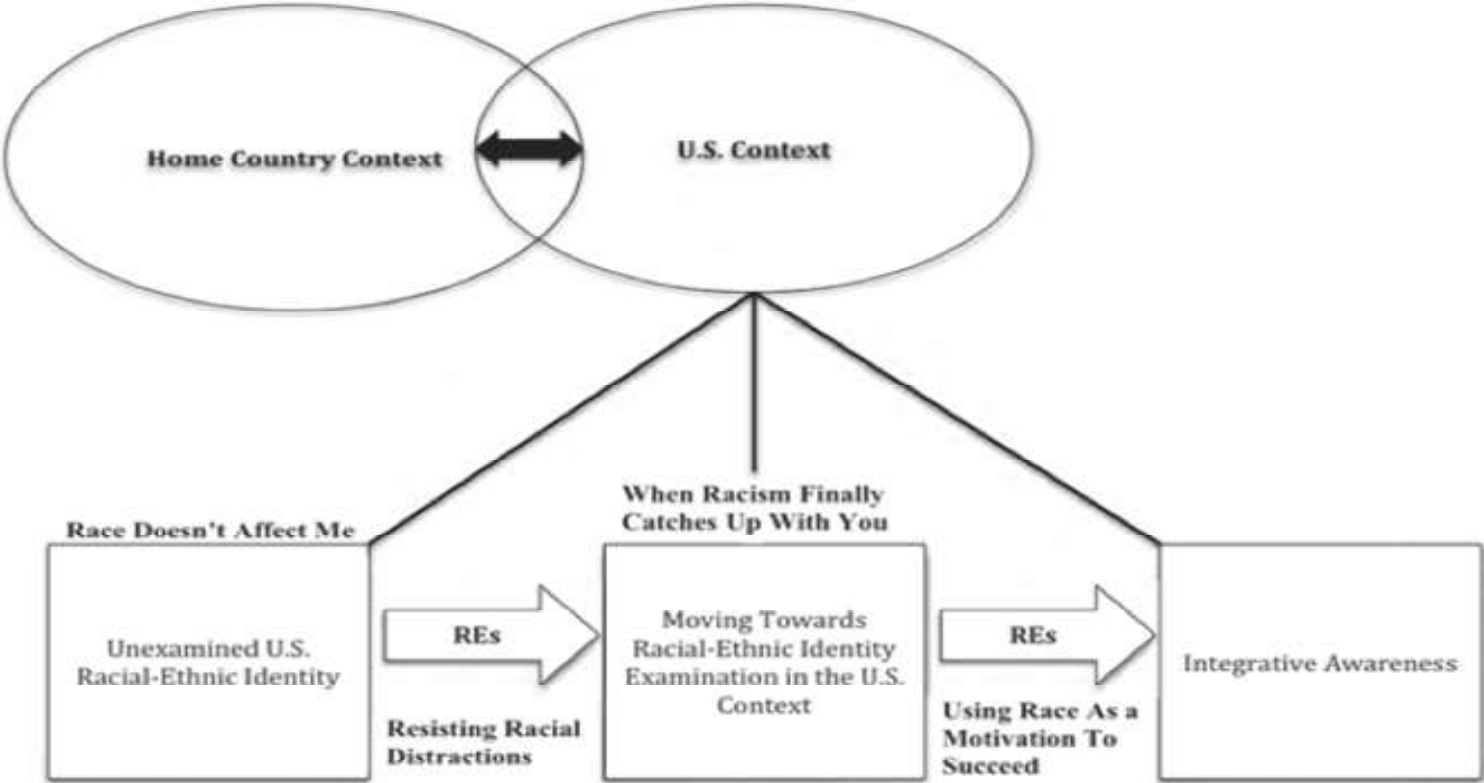 Home Country Context
U.S. Context
Race Doesn't Affect Me
Unexamined U.S.
Racial-Ethnic Identity
REs
Resisting Racial
Distractions
When Racism Finally
Catches Up With You
Moving Towards
Racial-Ethnic Identity
Examination in the U.S.
Context
REs
Using Race As a
Motivation To
Succeed
Integrative Awareness